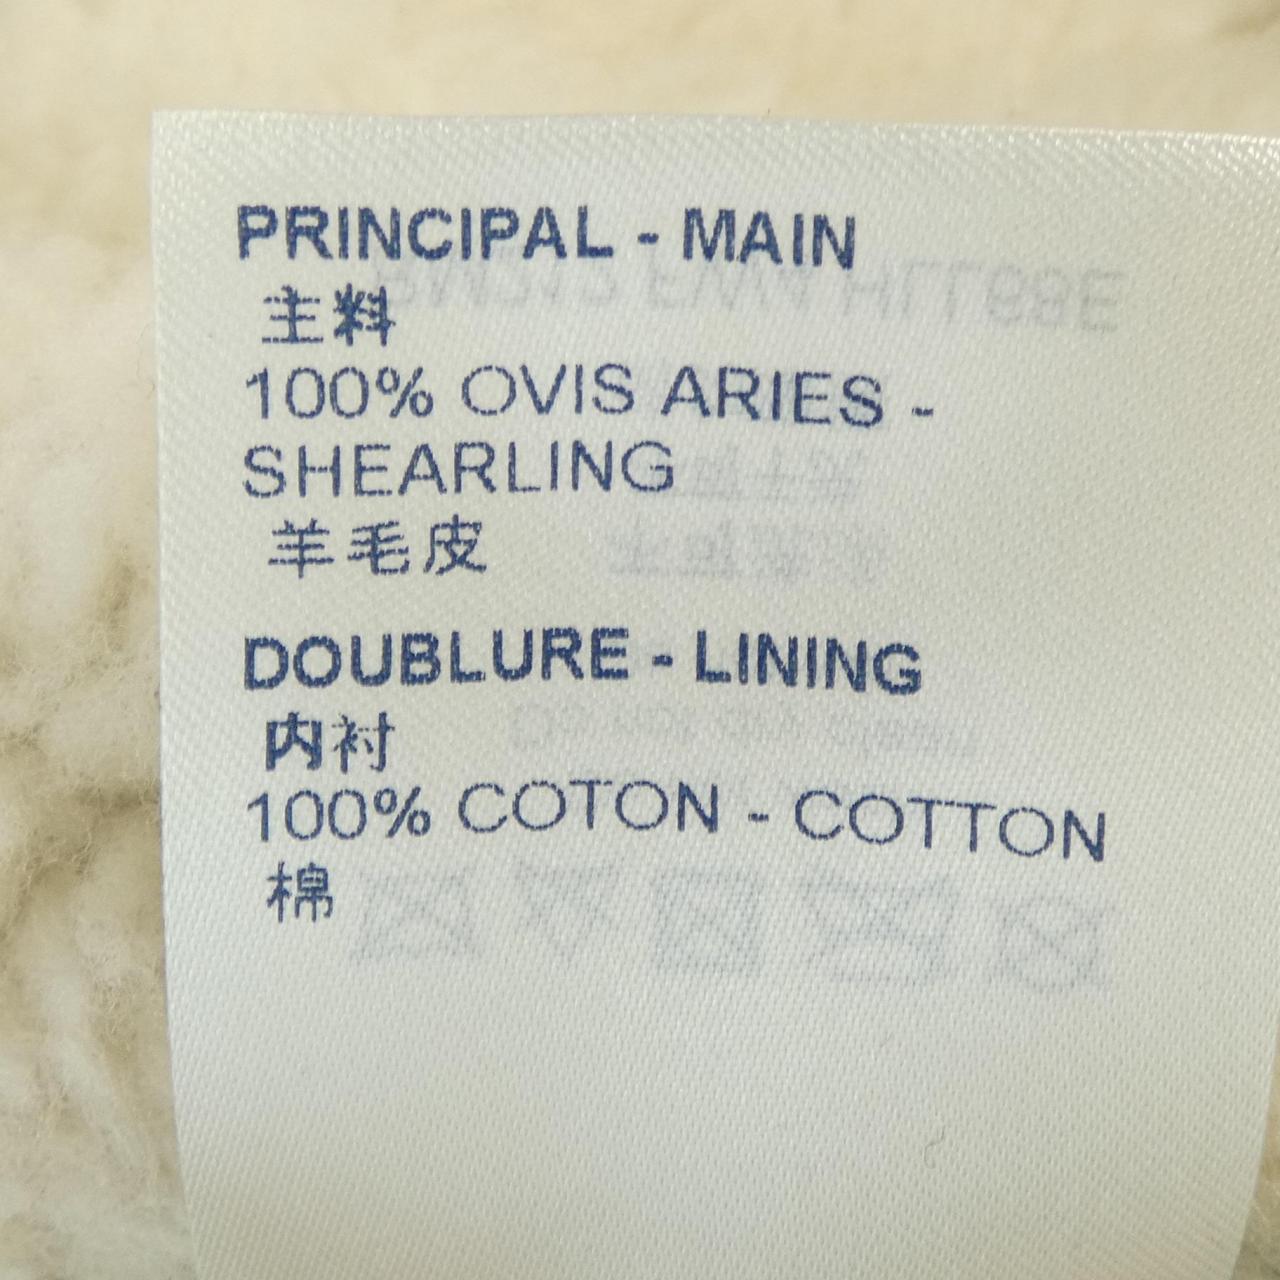 PRINCIPAL - MAIN
主料
100% OVIS ARIES -
SHEARLING
羊毛皮
DOUBLURE - LINING
内衬
100% COTON - COTTON
棉